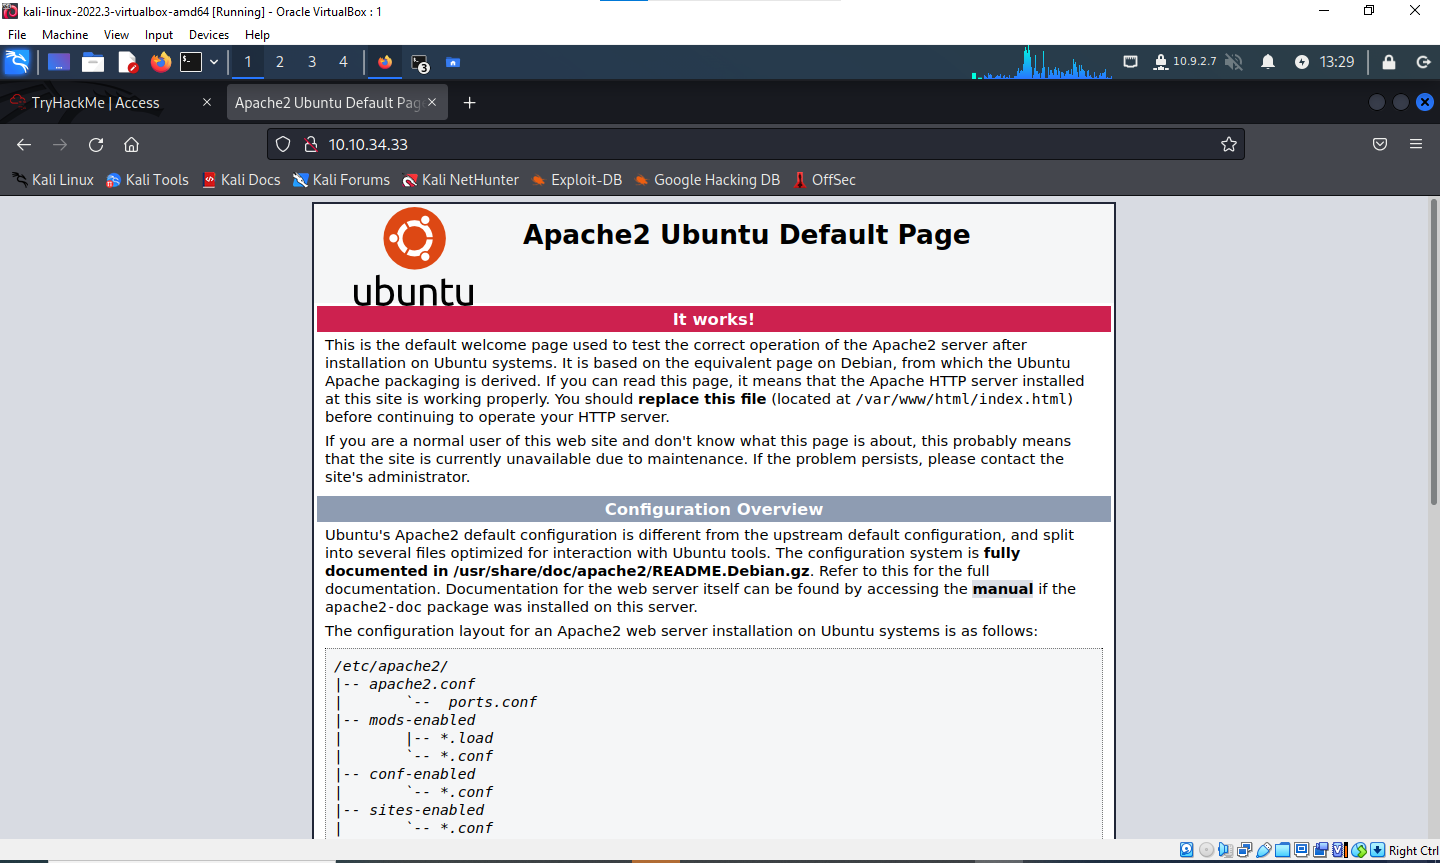 kali-linux-2022.3-virtualbox-amd64 [Running] - Oracle VirtualBox : 1
File Machine View Input Devices Help
1 2 3 4 3 10.9.2.7 13:29
TryHackMe | Access Apache2 Ubuntu Default Page
10.10.34.33
Kali Linux Kali Tools Kali Docs Kali Forums Kali NetHunter Exploit-DB Google Hacking DB OffSec
ubuntu
Apache2 Ubuntu Default Page
It works!
This is the default welcome page used to test the correct operation of the Apache2 server after
installation on Ubuntu systems. It is based on the equivalent page on Debian, from which the Ubuntu
Apache packaging is derived. If you can read this page, it means that the Apache HTTP server installed
at this site is working properly. You should replace this file (located at /var/www/html/index.html)
before continuing to operate your HTTP server.
If you are a normal user of this web site and don't know what this page is about, this probably means
that the site is currently unavailable due to maintenance. If the problem persists, please contact the
site's administrator.
Configuration Overview
Ubuntu's Apache2 default configuration is different from the upstream default configuration, and split
into several files optimized for interaction with Ubuntu tools. The configuration system is fully
documented in /usr/share/doc/apache2/README.Debian.gz. Refer to this for the full
documentation. Documentation for the web server itself can be found by accessing the manual if the
apache2-doc package was installed on this server.
The configuration layout for an Apache2 web server installation on Ubuntu systems is as follows:
/etc/apache2/
|-- apache2.conf
|       `--  ports.conf
|-- mods-enabled
|       |-- *.load
|       `-- *.conf
|-- conf-enabled
|       `-- *.conf
|-- sites-enabled
|       `-- *.conf
Right Ctrl